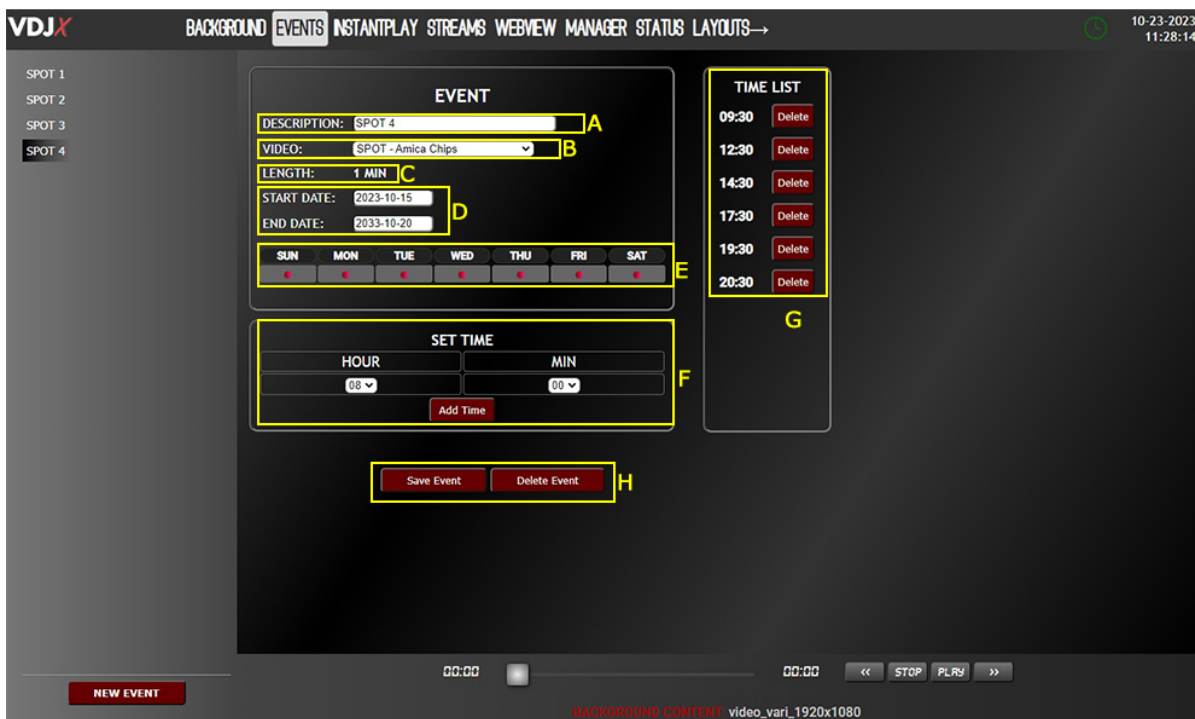 VDJX
BACKGROUND EVENTS INSTANTPLAY STREAMS WEBVIEW MANAGER STATUS LAYOUTS→
10-23-2023
11:28:14
SPOT 1
SPOT 2
SPOT 3
SPOT 4
EVENT
DESCRIPTION: SPOT 4 A
VIDEO: SPOT - Amica Chips B
LENGTH: 1 MIN C
START DATE: 2023-10-15
D
END DATE: 2033-10-20
SUN MON TUE WED THU FRI SAT
E
SET TIME
HOUR MIN
F
08 00
Add Time
TIME LIST
09:30 Delete
12:30 Delete
14:30 Delete
17:30 Delete
19:30 Delete
20:30 Delete
G
Save Event Delete Event H
NEW EVENT
00:00 00:00 << STOP PLAY >>
BACKGROUND CONTENT: video_vari_1920x1080